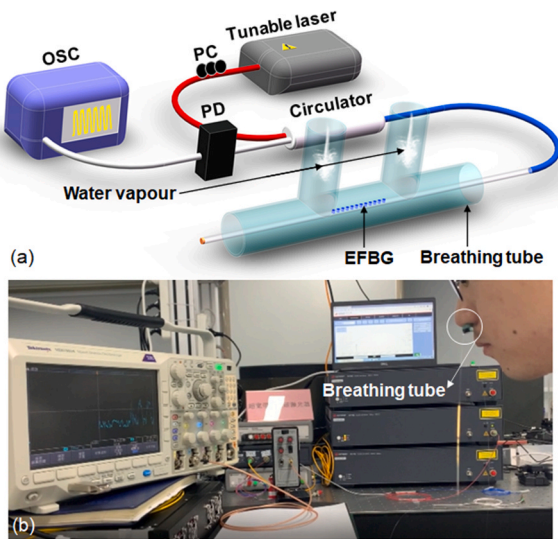 Tunable laser
OSC
PC
PD
Circulator
Water vapour
(a)
EFBG
Breathing tube
Tektronix
Breathing tube
(b)